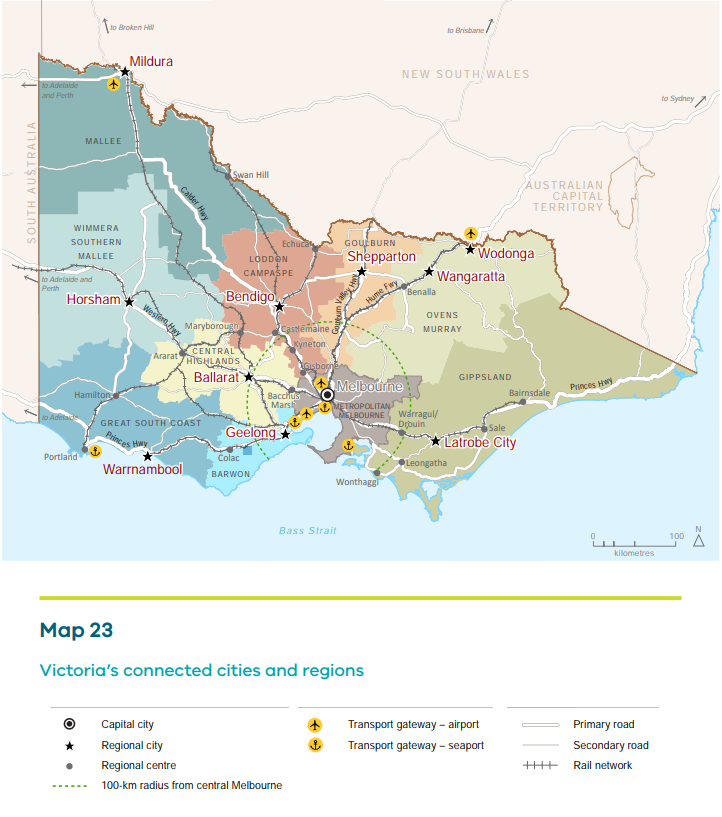 to Broken Hill
to Brisbane
Mildura
NEW SOUTH WALES
to Adelaide
and Perth
to Sydney
SOUTH AUSTRALIA
MALLEE
Swan Hill
AUSTRALIAN
CAPITAL
TERRITORY
Calder Hwy
WIMMERA
SOUTHERN
MALLEE
Echuca
GOULBURN
Shepparton
Wodonga
LODDON
CAMPASPE
Wangaratta
to Adelaide and
Perth
Horsham
Bendigo
Goulburn Valley Hwy
Hume Fwy
Benalla
Western Hwy
Maryborough
Castlemaine
OVENS
MURRAY
Kyneton
Ararat
CENTRAL
HIGHLANDS
Gisborne
Ballarat
Melbourne
GIPPSLAND
Princes Hwy
Hamilton
Bacchus
Marsh
METROPOLITAN
MELBOURNE
Bairnsdale
to Adelaide
GREAT SOUTH COAST
Warragul/
Drouin
Sale
Geelong
Princes Hwy
Latrobe City
Portland
Colac
Warrnambool
BARWON
Leongatha
Wonthaggi
Bass Strait
0 100
kilometres
N
Map 23
Victoria's connected cities and regions
Capital city
Regional city
Regional centre
100-km radius from central Melbourne
Transport gateway – airport
Transport gateway – seaport
Primary road
Secondary road
Rail network